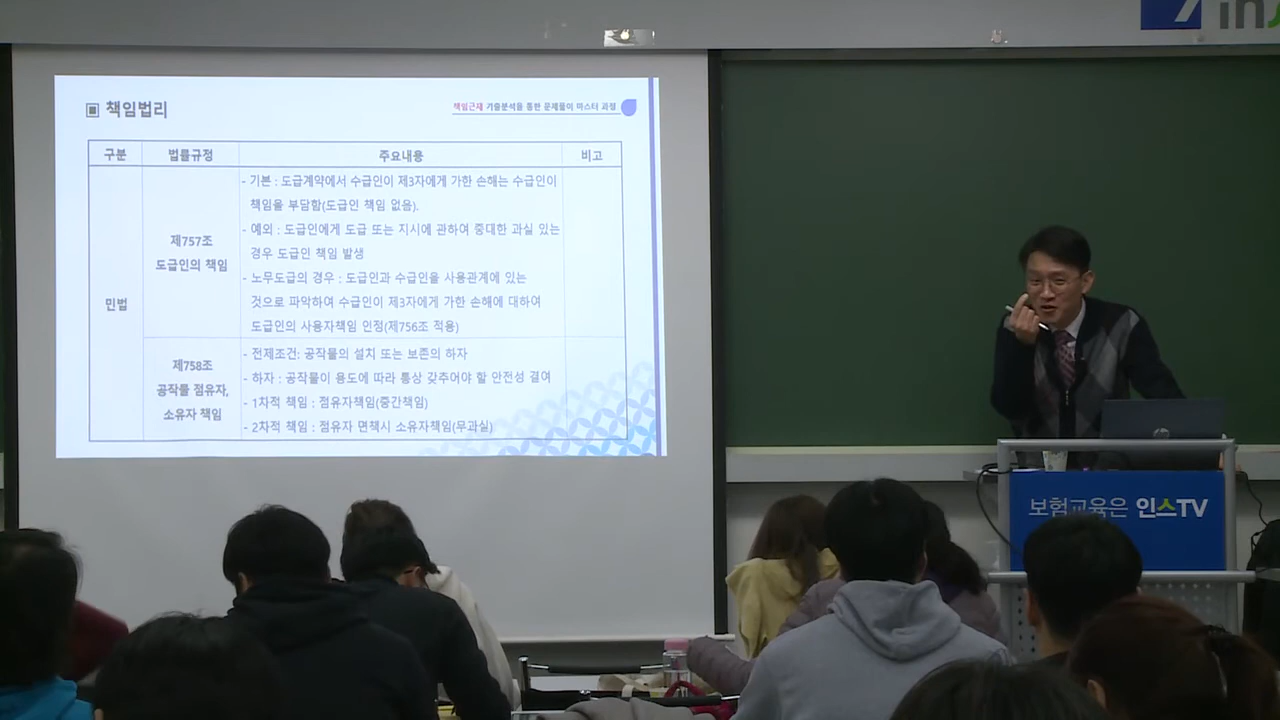 책임법리
책임근재 기출분석을 통한 문제풀이 마스터 과정
구분
법률규정
주요내용
비고
민법
제757조
도급인의 책임
- 기본 : 도급계약에서 수급인이 제3자에게 가한 손해는 수급인이
책임을 부담함(도급인 책임 없음).
- 예외 : 도급인에게 도급 또는 지시에 관하여 중대한 과실 있는
경우 도급인 책임 발생
- 노무도급의 경우 : 도급인과 수급인을 사용관계에 있는
것으로 파악하여 수급인이 제3자에게 가한 손해에 대하여
도급인의 사용자책임 인정(제756조 적용)
제758조
공작물 점유자,
소유자 책임
- 전제조건: 공작물의 설치 또는 보존의 하자
- 하자 : 공작물이 용도에 따라 통상 갖추어야 할 안전성 결여
- 1차적 책임 : 점유자책임(중간책임)
- 2차적 책임 : 점유자 면책시 소유자책임(무과실)
hp
보험교육은 인스TV